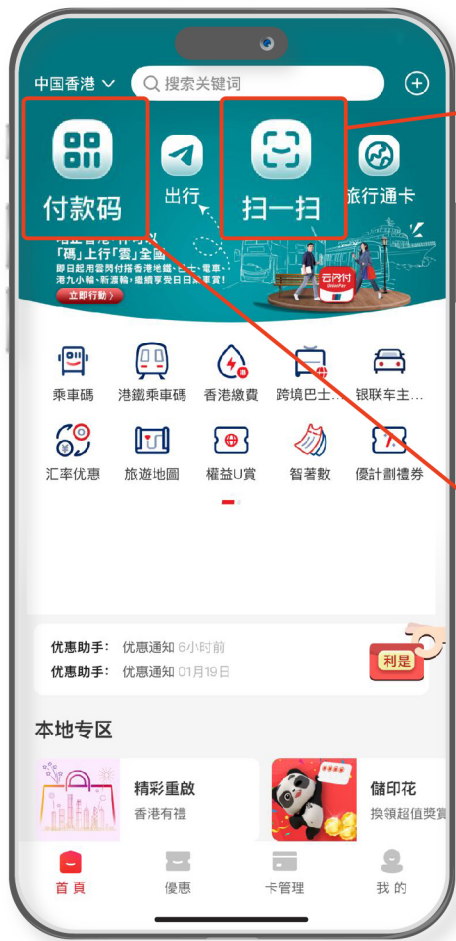 中国香港
搜索关键词
付款码
出行
扫一扫
旅行通卡
「碼」上行「雲」全國
即日起用雲閃付搭香港地鐵、巴士、電車、
港九小輪、新渡輪，繼續享受日日
立即行動 〉
云闪付
UnionPay
乘車碼
港鐵乘車碼
香港繳費
跨境巴士...
银联车主...
汇率优惠
旅遊地圖
權益U賞
智著數
優計劃禮券
优惠助手： 优惠通知 6小时前
优惠助手： 优惠通知 01月19日
利是
本地专区
精彩重啟
香港有禮
儲印花
換領超值獎賞
首頁
優惠
卡管理
我的